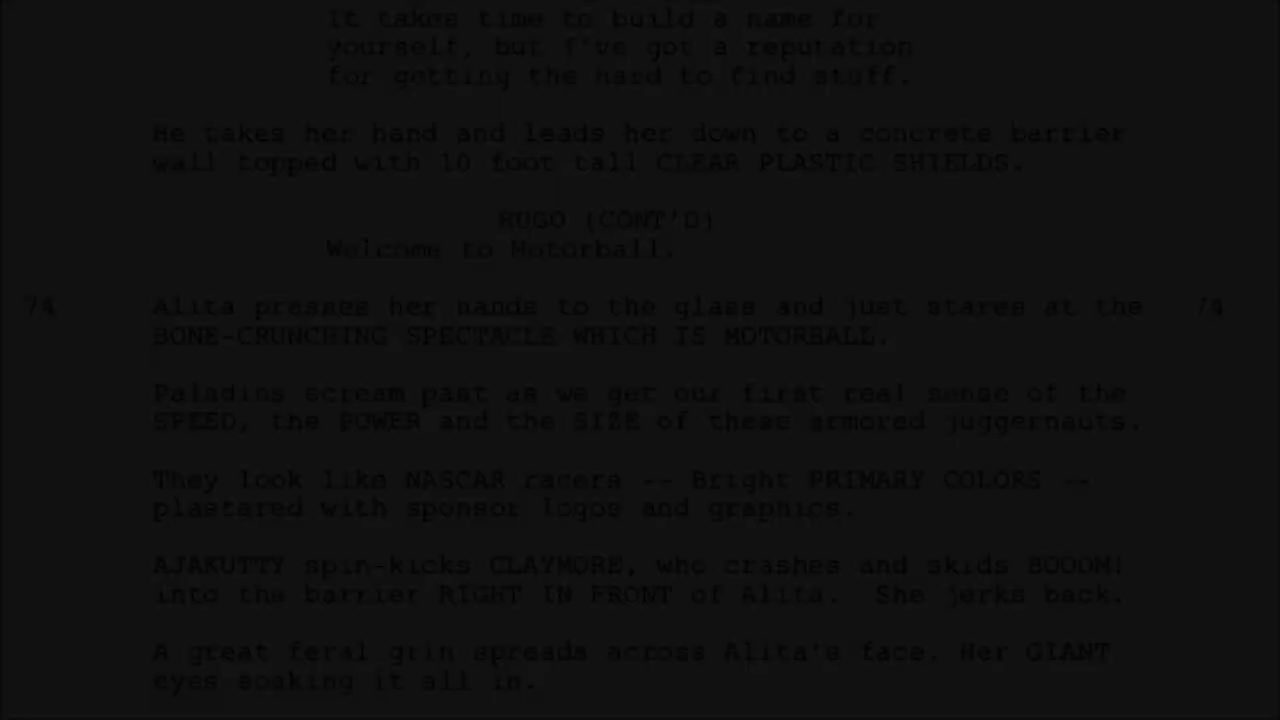 It takes time to build a name for
yourself, but I've got a reputation
for getting the hard to find stuff.
He takes her hand and leads her down to a concrete barrier
wall topped with 10 foot tall CLEAR PLASTIC SHIELDS.
HUGO (CONT'D)
Welcome to Motorball.
74 Alita presses her hands to the glass and just stares at the 74
BONE-CRUNCHING SPECTACLE WHICH IS MOTORBALL.
Paladins scream past as we get our first real sense of the
SPEED, the POWER and the SIZE of these armored juggernauts.
They look like NASCAR racers -- Bright PRIMARY COLORS --
plastered with sponsor logos and graphics.
AJAKUTTY spin-kicks CLAYMORE, who crashes and skids BOOOM!
into the barrier RIGHT IN FRONT of Alita. She jerks back.
A great feral grin spreads across Alita's face. Her GIANT
eyes soaking it all in.